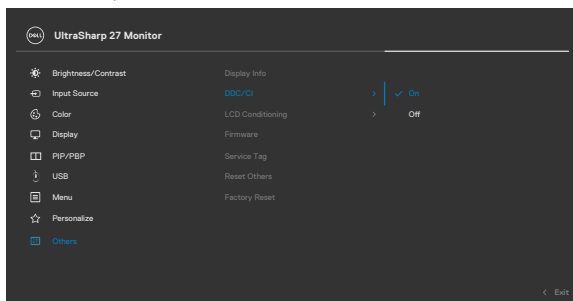 DELL UltraSharp 27 Monitor
Brightness/Contrast Display Info
Input Source DDC/CI > ✓ On
Color LCD Conditioning > Off
Display Firmware
PIP/PBP Service Tag
USB Reset Others
Menu Factory Reset
Personalize
Others
< Exit